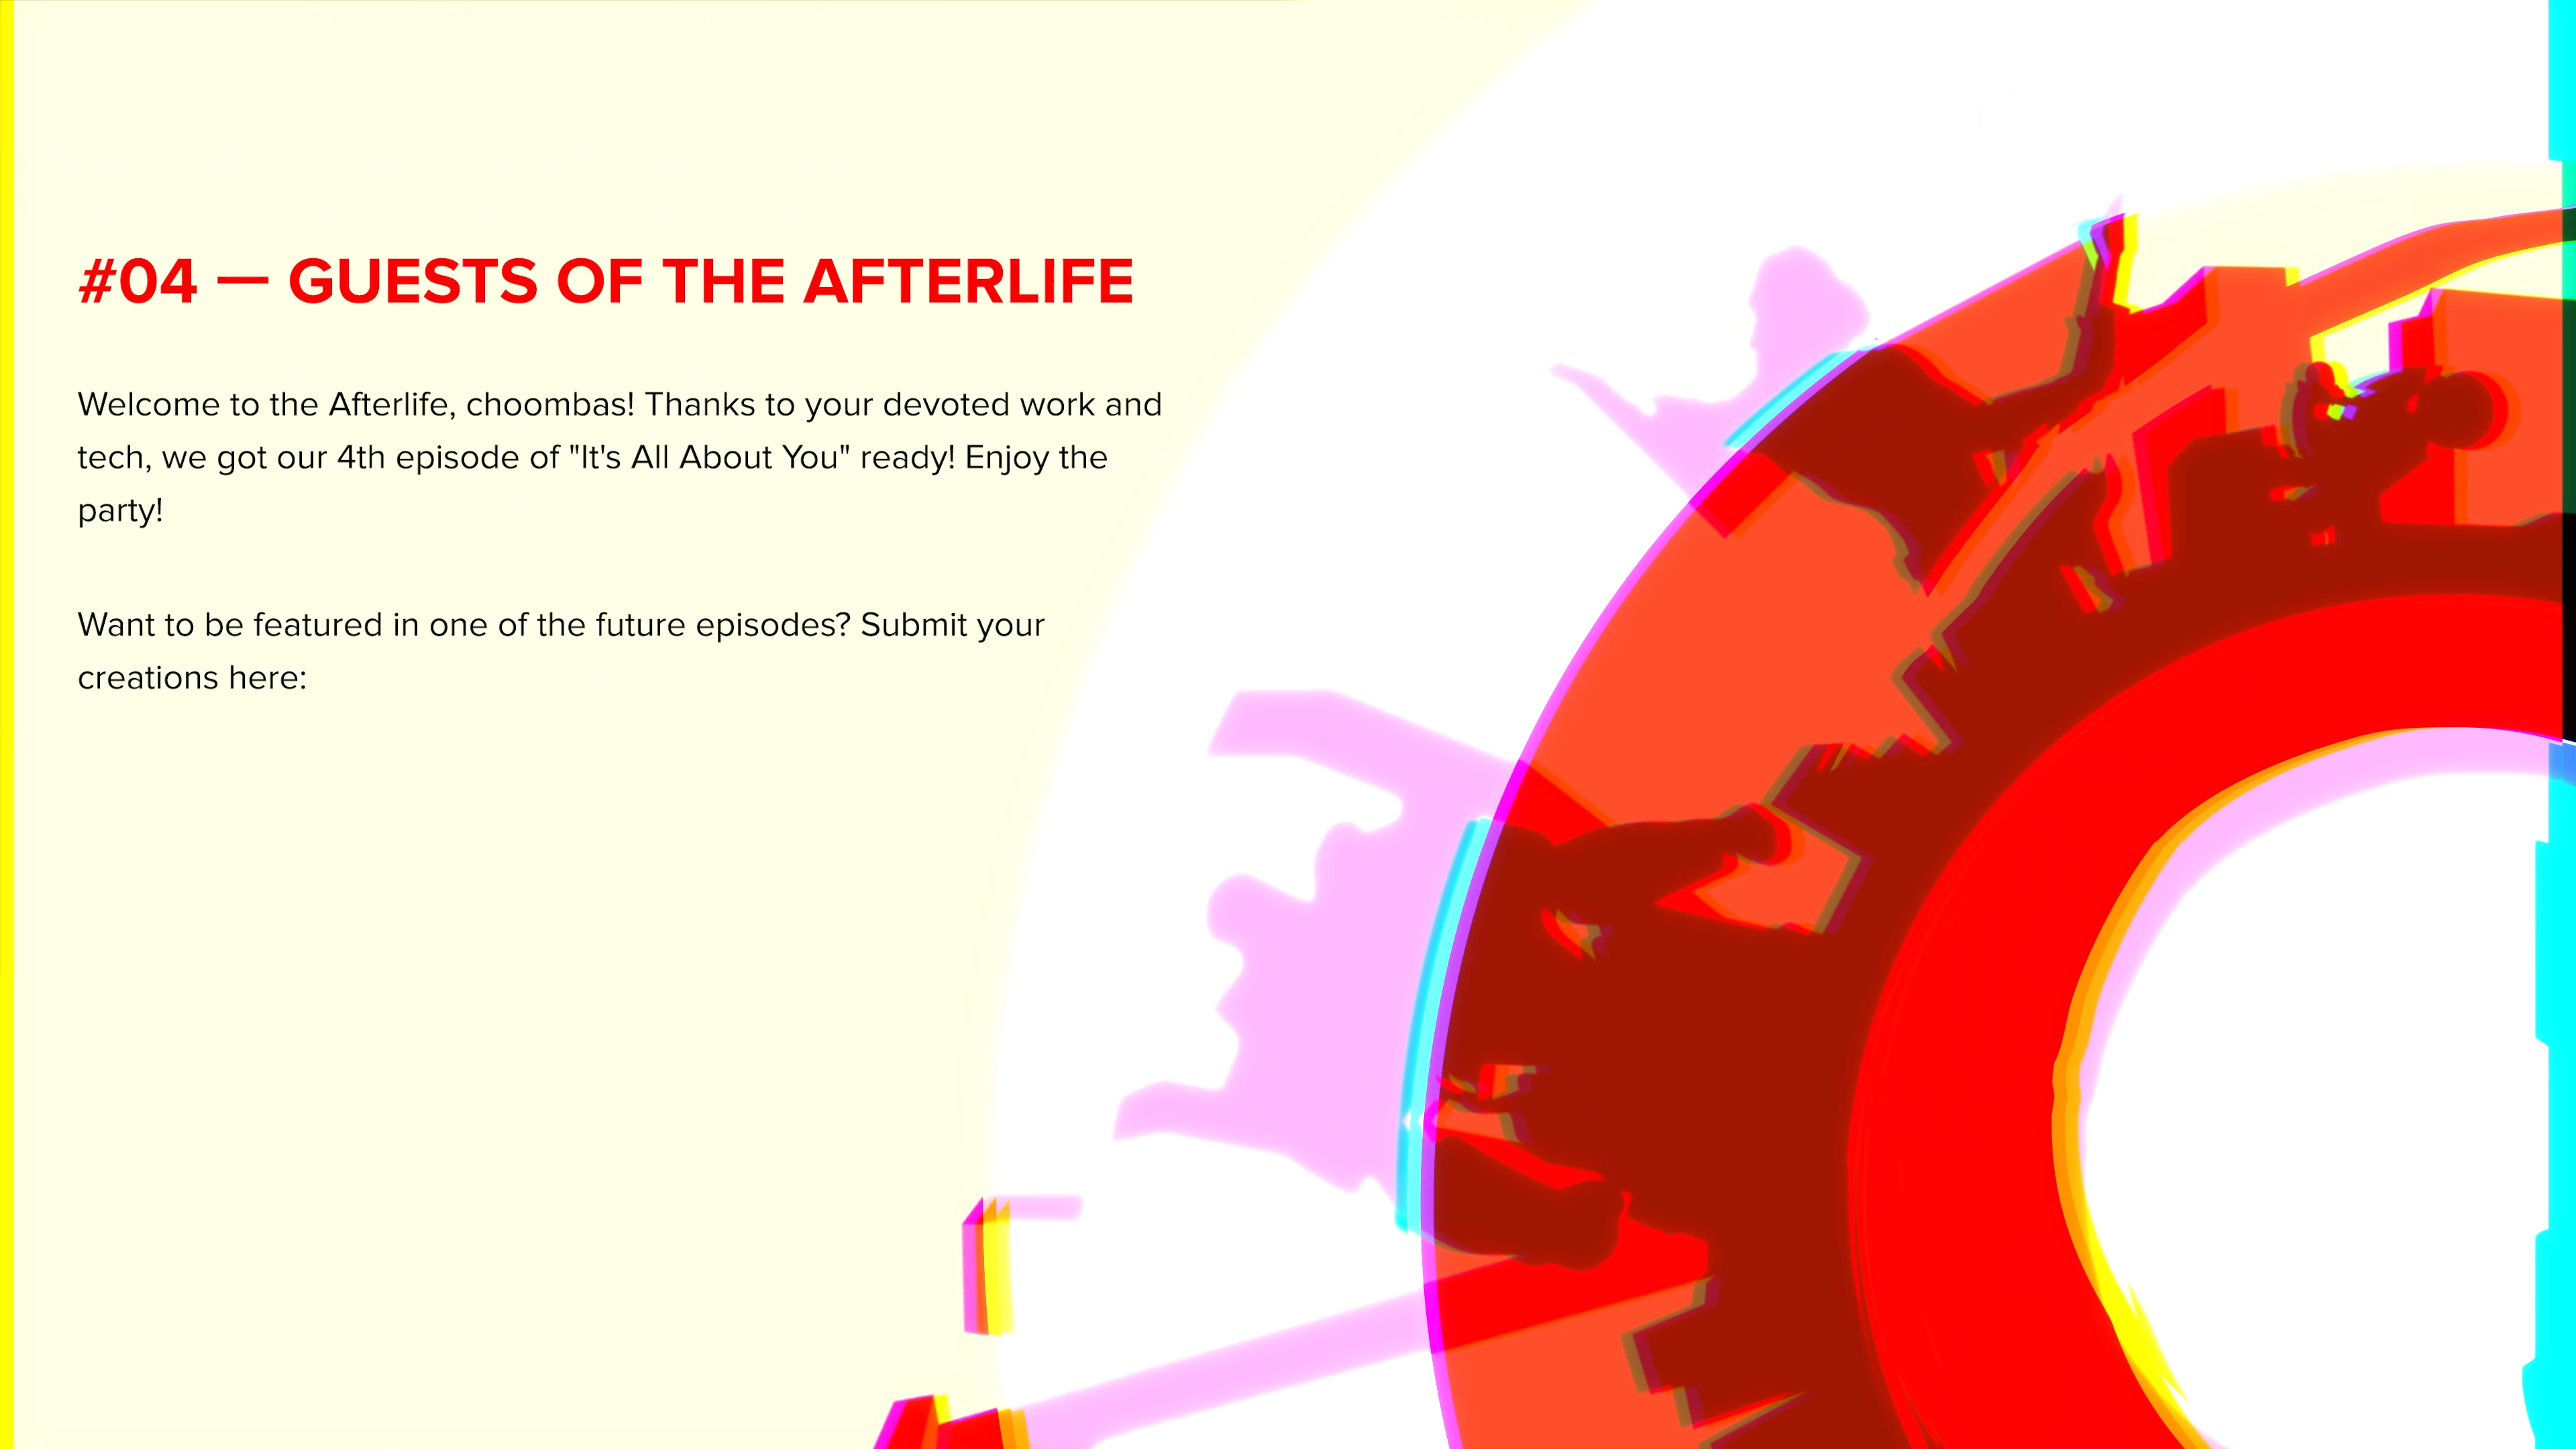 #04 — GUESTS OF THE AFTERLIFE
Welcome to the Afterlife, choombas! Thanks to your devoted work and
tech, we got our 4th episode of "It's All About You" ready! Enjoy the
party!
Want to be featured in one of the future episodes? Submit your
creations here: